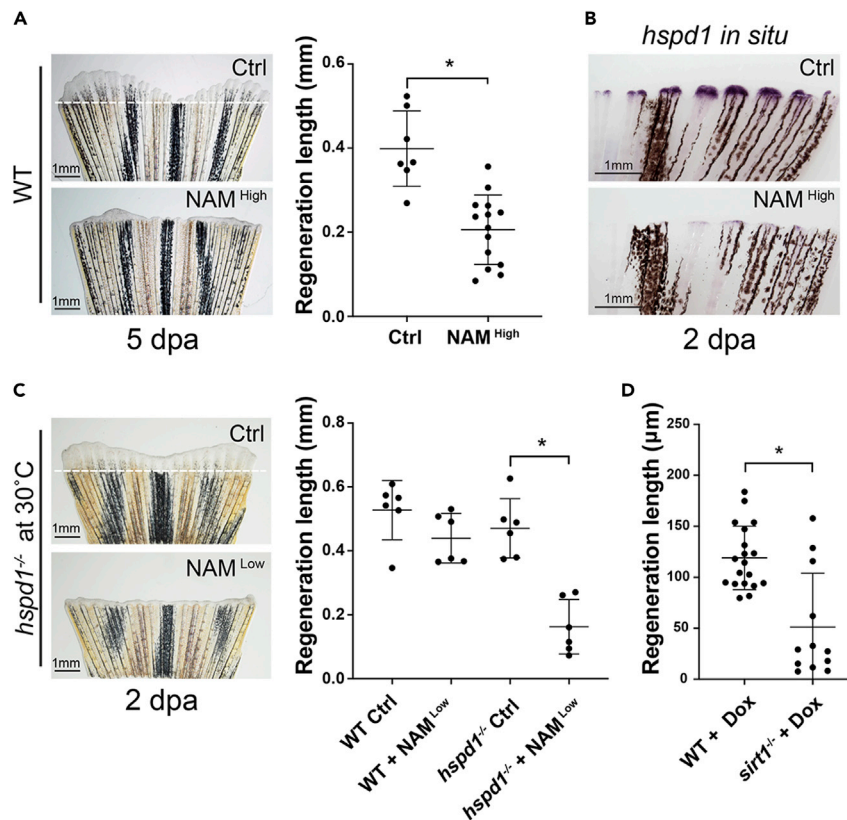 A
WT
Ctrl
1mm
NAM High
1mm
5 dpa
Regeneration length (mm)
0.6
0.4
0.2
0.0
*
Ctrl
NAM High
B
hspd1 in situ
Ctrl
1mm
NAM High
1mm
2 dpa
C
hspd1-/- at 30°C
Ctrl
1mm
NAM Low
1mm
2 dpa
Regeneration length (mm)
0.8
0.6
0.4
0.2
0.0
*
WT Ctrl
WT + NAM Low
hspd1-/- Ctrl
hspd1-/- + NAM Low
D
Regeneration length (µm)
250
200
150
100
50
0
*
WT + Dox
sirt1-/- + Dox